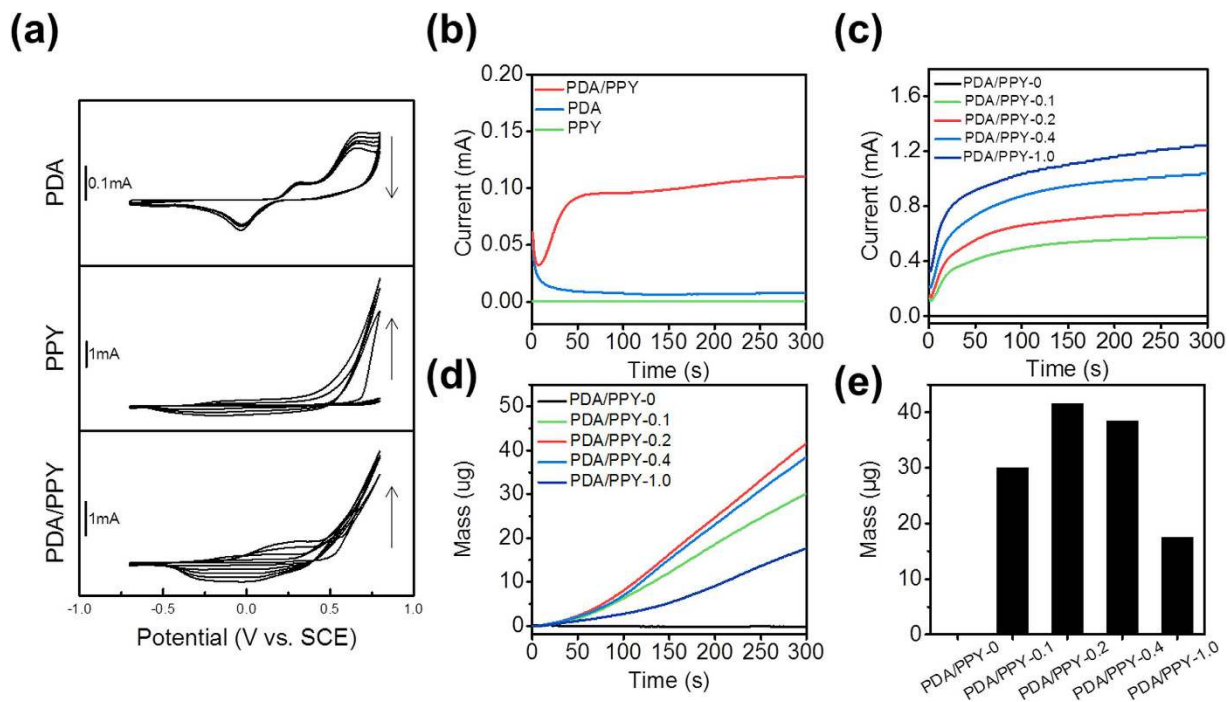 (a)
PDA
0.1mA
PPY
1mA
PDA/PPY
1mA
-1.0
-0.5
0.0
0.5
1.0
Potential (V vs. SCE)
(b)
0.20
0.15
0.10
0.05
0.00
Current (mA)
PDA/PPY
PDA
PPY
0
50
100
150
200
250
300
Time (s)
(c)
1.6
1.2
0.8
0.4
0.0
Current (mA)
PDA/PPY-0
PDA/PPY-0.1
PDA/PPY-0.2
PDA/PPY-0.4
PDA/PPY-1.0
0
50
100
150
200
250
300
Time (s)
(d)
50
40
30
20
10
0
Mass (ug)
PDA/PPY-0
PDA/PPY-0.1
PDA/PPY-0.2
PDA/PPY-0.4
PDA/PPY-1.0
0
50
100
150
200
250
300
Time (s)
(e)
40
30
20
10
0
Mass (µg)
PDA/PPY-0
PDA/PPY-0.1
PDA/PPY-0.2
PDA/PPY-0.4
PDA/PPY-1.0